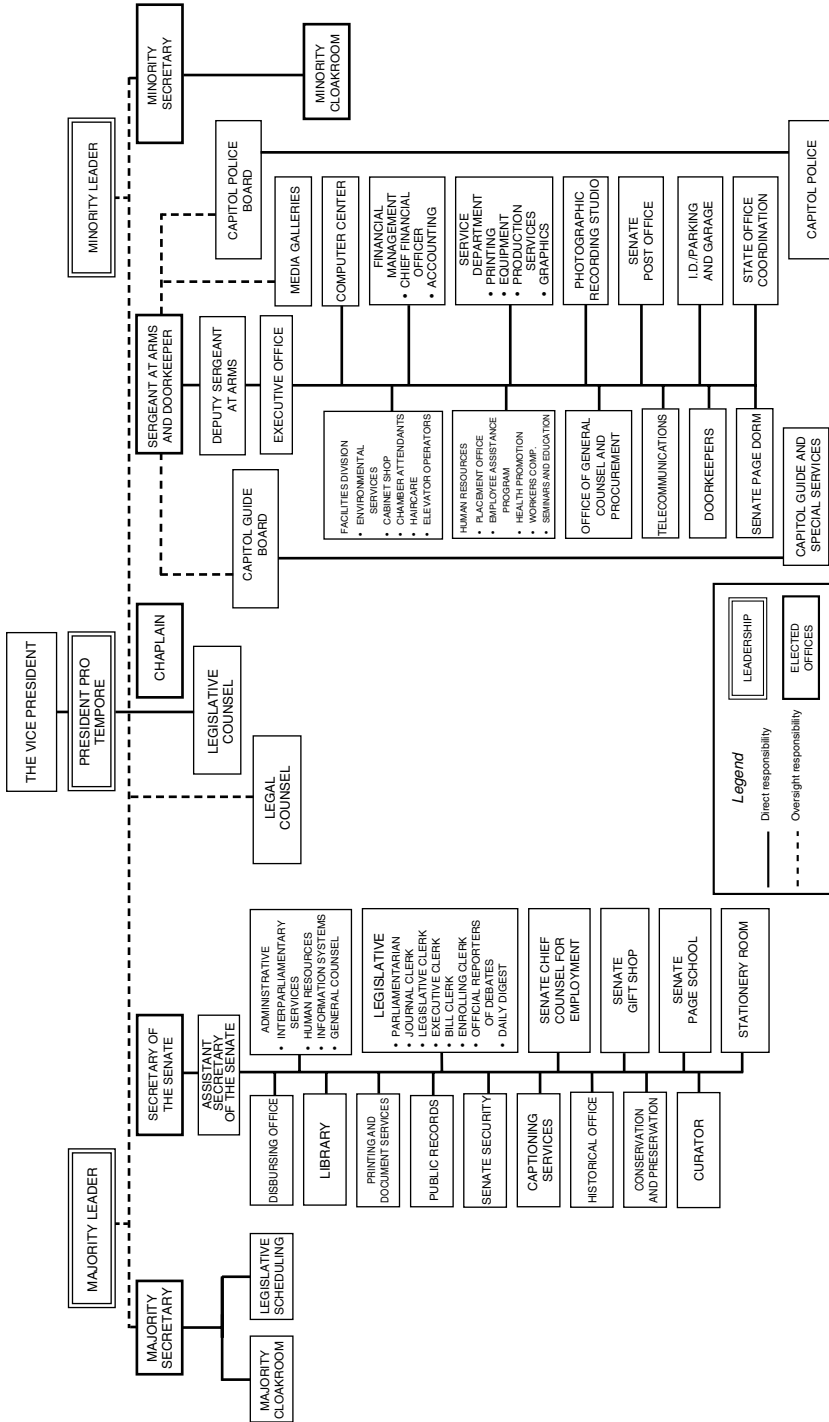 THE VICE PRESIDENT
MAJORITY LEADER
PRESIDENT PRO
TEMPORE
MINORITY LEADER
MAJORITY
SECRETARY
SECRETARY OF
THE SENATE
CHAPLAIN
SERGEANT AT ARMS
AND DOORKEEPER
MINORITY
SECRETARY
MAJORITY
CLOAKROOM
LEGISLATIVE
SCHEDULING
ASSISTANT
SECRETARY
OF THE SENATE
DISBURSING OFFICE
LIBRARY
PRINTING AND
DOCUMENT SERVICES
PUBLIC RECORDS
SENATE SECURITY
CAPTIONING
SERVICES
HISTORICAL OFFICE
CONSERVATION
AND PRESERVATION
CURATOR
ADMINISTRATIVE
• INTERPARLIAMENTARY
SERVICES
• HUMAN RESOURCES
• INFORMATION SYSTEMS
• GENERAL COUNSEL
LEGISLATIVE
• PARLIAMENTARIAN
• JOURNAL CLERK
• LEGISLATIVE CLERK
• EXECUTIVE CLERK
• BILL CLERK
• ENROLLING CLERK
• OFFICIAL REPORTERS
OF DEBATES
• DAILY DIGEST
SENATE CHIEF
COUNSEL FOR
EMPLOYMENT
SENATE
GIFT SHOP
SENATE
PAGE SCHOOL
STATIONERY ROOM
LEGAL
COUNSEL
LEGISLATIVE
COUNSEL
CAPITOL GUIDE
BOARD
DEPUTY SERGEANT
AT ARMS
EXECUTIVE OFFICE
MEDIA GALLERIES
CAPITOL POLICE
BOARD
MINORITY
CLOAKROOM
FACILITIES DIVISION
• ENVIRONMENTAL
SERVICES
• CABINET SHOP
• CHAMBER ATTENDANTS
• HAIRCARE
• ELEVATOR OPERATORS
HUMAN RESOURCES
• PLACEMENT OFFICE
• EMPLOYEE ASSISTANCE
PROGRAM
• HEALTH PROMOTION
• WORKERS COMP.
• SEMINARS AND EDUCATION
OFFICE OF GENERAL
COUNSEL AND
PROCUREMENT
TELECOMMUNICATIONS
DOORKEEPERS
SENATE PAGE DORM
COMPUTER CENTER
FINANCIAL
MANAGEMENT
• CHIEF FINANCIAL
OFFICER
• ACCOUNTING
SERVICE
DEPARTMENT
• PRINTING
• EQUIPMENT
• PRODUCTION
SERVICES
• GRAPHICS
PHOTOGRAPHIC
RECORDING STUDIO
SENATE
POST OFFICE
I.D./PARKING
AND GARAGE
STATE OFFICE
COORDINATION
CAPITOL GUIDE AND
SPECIAL SERVICES
CAPITOL POLICE
Legend
Direct responsibility
Oversight responsibility
LEADERSHIP
ELECTED
OFFICES